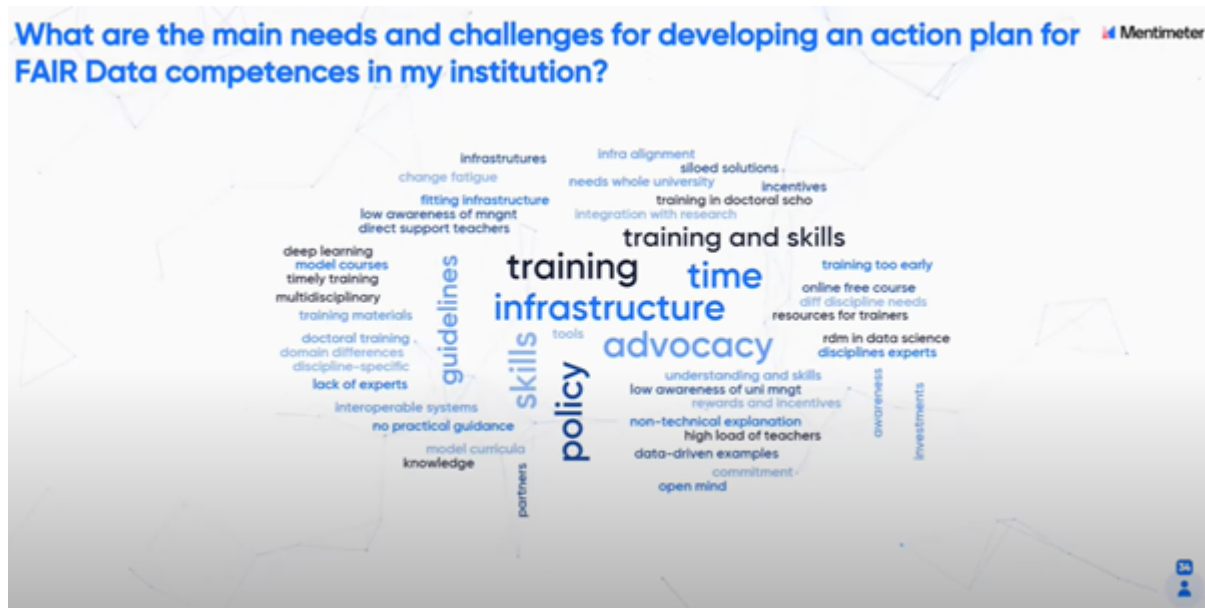 What are the main needs and challenges for developing an action plan for
FAIR Data competences in my institution?
Mentimeter
infrastrutures
infra alignment
siloed solutions
change fatigue
needs whole university
incentives
fitting infrastructure
training in doctoral scho
low awareness of mngnt
integration with research
direct support teachers
training and skills
deep learning
model courses
timely training
multidisciplinary
training materials
guidelines
training
time
infrastructure
training too early
online free course
diff discipline needs
resources for trainers
doctoral training
domain differences
discipline-specific
lack of experts
skills
tools
advocacy
rdm in data science
disciplines experts
policy
understanding and skills
low awareness of uni mngt
rewards and incentives
awareness
investments
interoperable systems
no practical guidance
non-technical explanation
high load of teachers
model curricula
knowledge
partners
data-driven examples
commitment
open mind
34